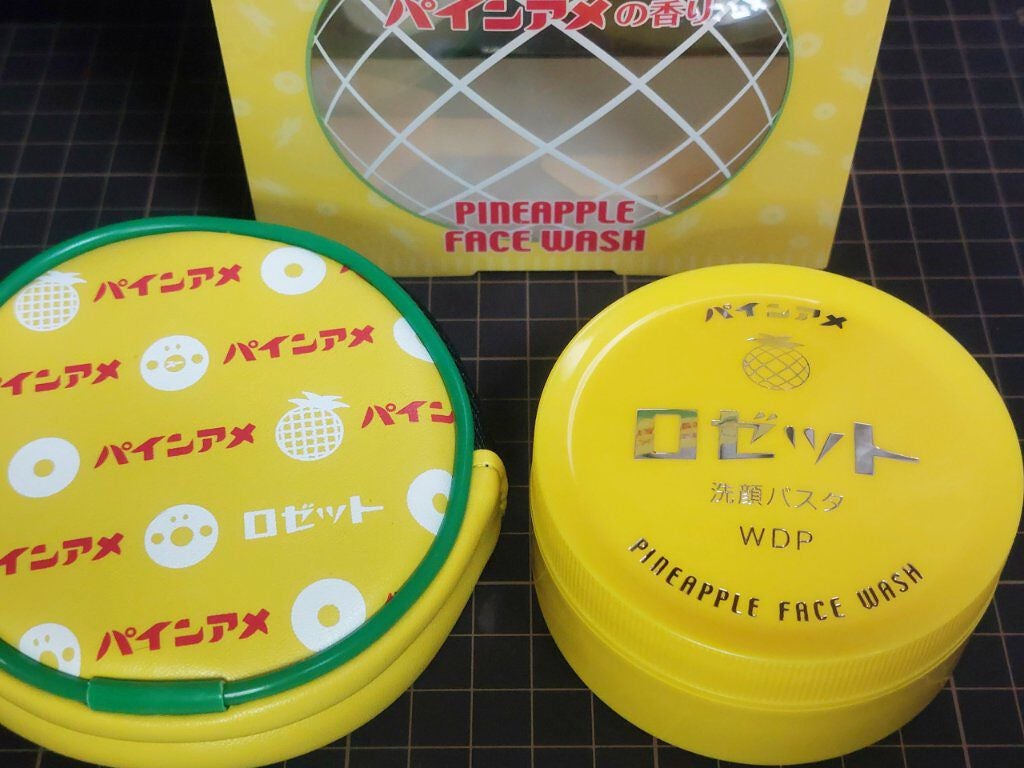 パインアメの香り
PINEAPPLE
FACE WASH
パインアメ
パインアメ
インアメ
パインアメ
パイン
ロゼット
インアメ
パインアメ
パインアメ
ロゼット
洗顔パスタ
WDP
PINEAPPLE FACE WASH